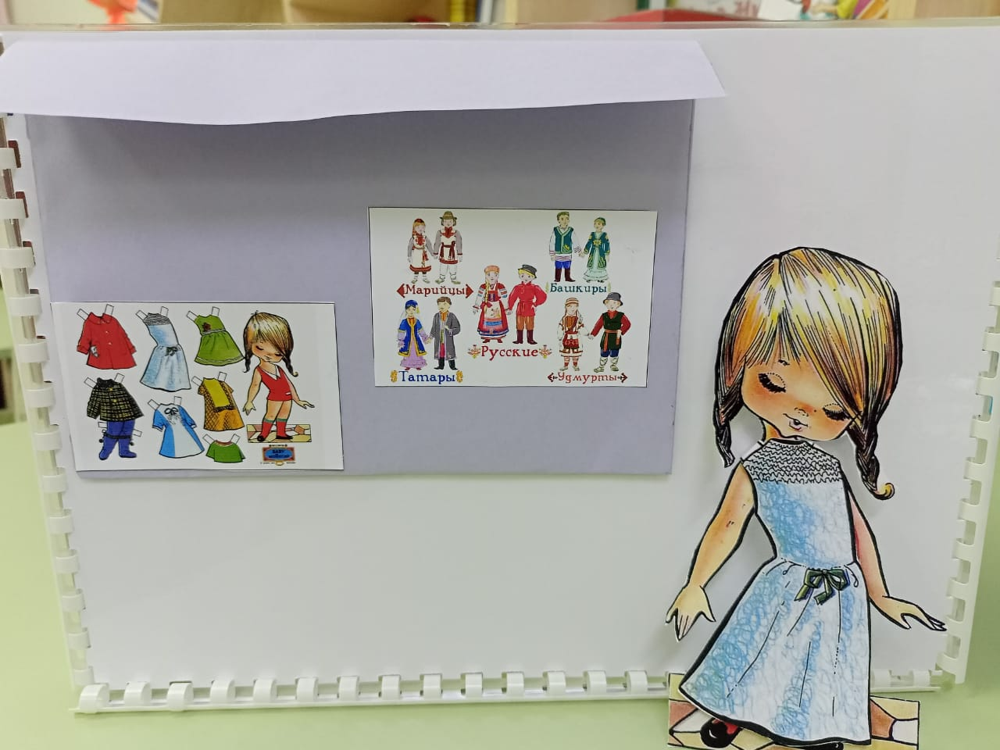 Марийцы
Башкиры
Русские
Татары
Удмурты